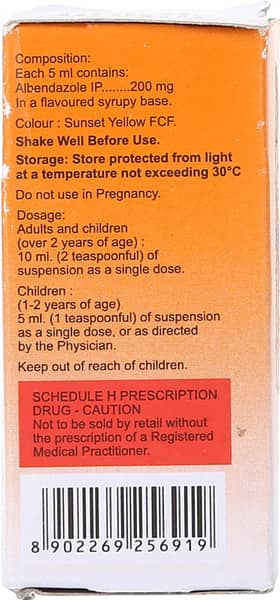 Composition:
Each 5 ml contains:
Albendazole IP........200 mg
In a flavoured syrupy base.
Colour : Sunset Yellow FCF.
Shake Well Before Use.
Storage: Store protected from light
at a temperature not exceeding 30°C
Do not use in Pregnancy.
Dosage:
Adults and children
(over 2 years of age) :
10 ml. (2 teaspoonful) of
suspension as a single dose.
Children :
(1-2 years of age)
5 ml. (1 teaspoonful) of suspension
as a single dose, or as directed
by the Physician.
Keep out of reach of children.
SCHEDULE H PRESCRIPTION
DRUG - CAUTION
Not to be sold by retail without
the prescription of a Registered
Medical Practitioner.
8 902269 256919